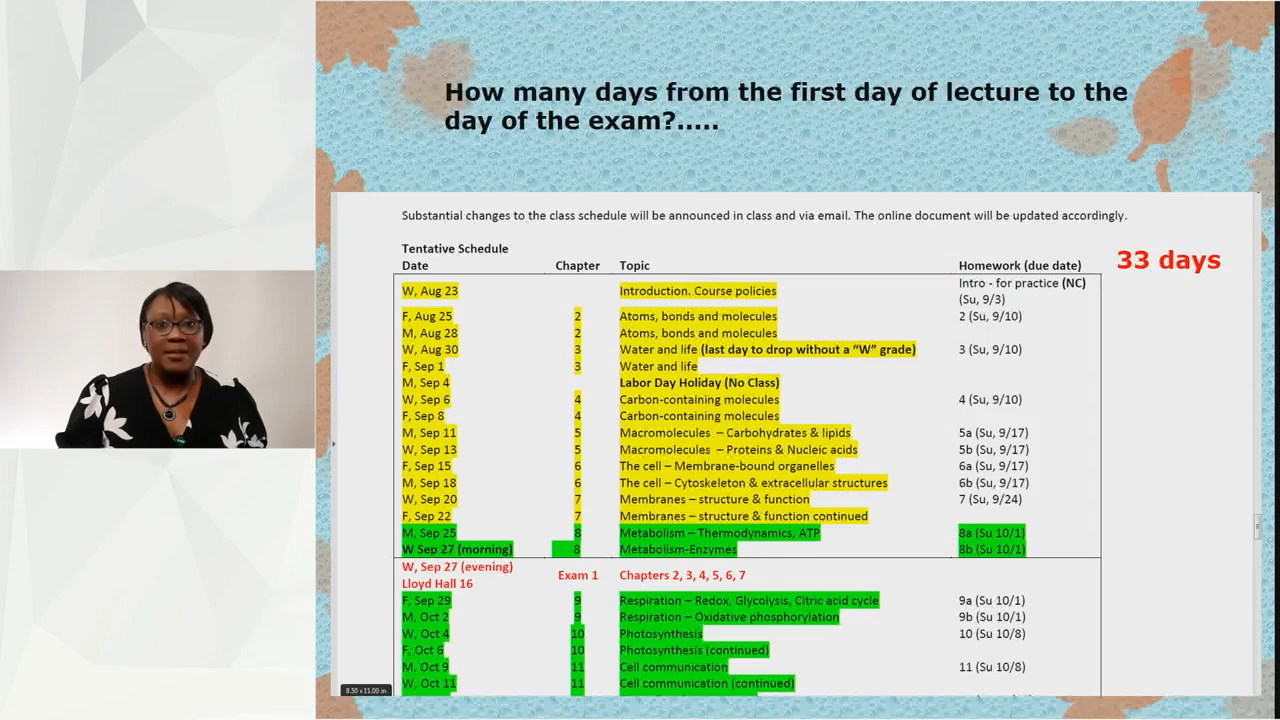 How many days from the first day of lecture to the
day of the exam?.....
Substantial changes to the class schedule will be announced in class and via email. The online document will be updated accordingly.
33 days
Tentative Schedule
Date Chapter Topic Homework (due date)
W, Aug 23 Introduction. Course policies Intro - for practice (NC)
(Su, 9/3)
F, Aug 25 2 Atoms, bonds and molecules 2 (Su, 9/10)
M, Aug 28 2 Atoms, bonds and molecules
W, Aug 30 3 Water and life (last day to drop without a “W” grade) 3 (Su, 9/10)
F, Sep 1 3 Water and life
M, Sep 4 Labor Day Holiday (No Class)
W, Sep 6 4 Carbon-containing molecules 4 (Su, 9/10)
F, Sep 8 4 Carbon-containing molecules
M, Sep 11 5 Macromolecules – Carbohydrates & lipids 5a (Su, 9/17)
W, Sep 13 5 Macromolecules – Proteins & Nucleic acids 5b (Su, 9/17)
F, Sep 15 6 The cell – Membrane-bound organelles 6a (Su, 9/17)
M, Sep 18 6 The cell – Cytoskeleton & extracellular structures 6b (Su, 9/17)
W, Sep 20 7 Membranes – structure & function 7 (Su, 9/24)
F, Sep 22 7 Membranes – structure & function continued
M, Sep 25 8 Metabolism – Thermodynamics, ATP 8a (Su 10/1)
W Sep 27 (morning) 8 Metabolism-Enzymes 8b (Su 10/1)
W, Sep 27 (evening)
Lloyd Hall 16 Exam 1 Chapters 2, 3, 4, 5, 6, 7
F, Sep 29 9 Respiration – Redox, Glycolysis, Citric acid cycle 9a (Su 10/1)
M, Oct 2 9 Respiration – Oxidative phosphorylation 9b (Su 10/1)
W, Oct 4 10 Photosynthesis 10 (Su 10/8)
F, Oct 6 10 Photosynthesis (continued)
M, Oct 9 11 Cell communication 11 (Su 10/8)
W, Oct 11 11 Cell communication (continued)
8.50 x 11.00 in